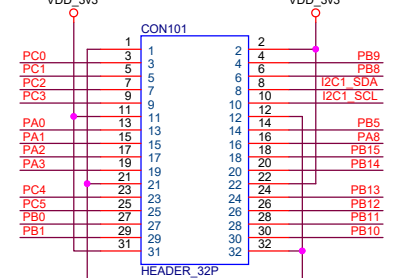 VDD_3V3 VDD_3V3
CON101
1 1 2 2
PC0 3 3 4 4 PB9
PC1 5 5 6 6 PB8
PC2 7 7 8 8 I2C1_SDA
PC3 9 9 10 10 I2C1_SCL
11 11 12 12
PA0 13 13 14 14 PB5
PA1 15 15 16 16 PA8
PA2 17 17 18 18 PB15
PA3 19 19 20 20 PB14
21 21 22 22
PC4 23 23 24 24 PB13
PC5 25 25 26 26 PB12
PB0 27 27 28 28 PB11
PB1 29 29 30 30 PB10
31 31 32 32
HEADER_32P